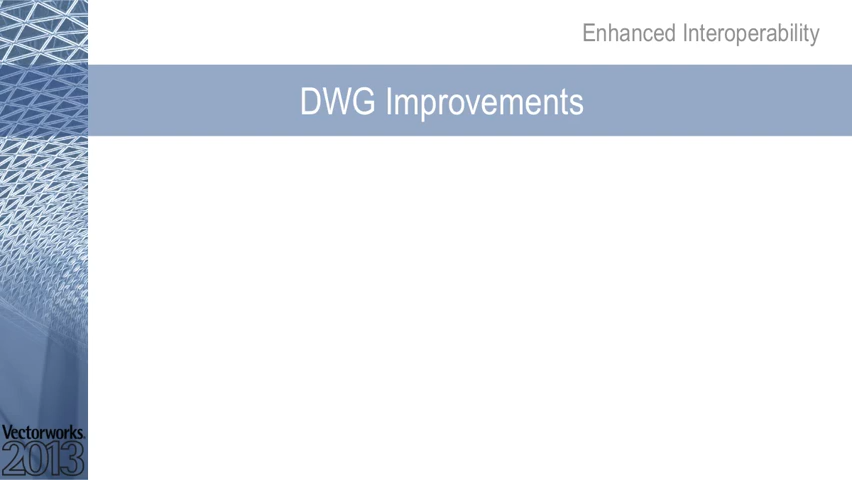 Enhanced Interoperability
DWG Improvements
Vectorworks.
2013